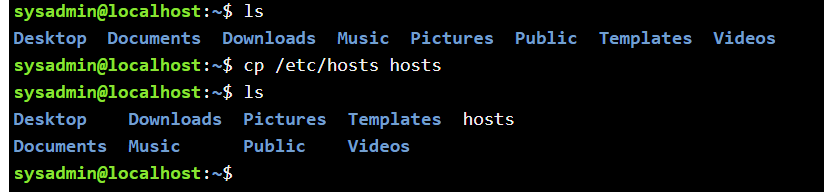 sysadmin@localhost:~$ ls
Desktop  Documents  Downloads  Music  Pictures  Public  Templates  Videos
sysadmin@localhost:~$ cp /etc/hosts hosts
sysadmin@localhost:~$ ls
Desktop    Downloads  Pictures  Templates  hosts
Documents  Music      Public    Videos
sysadmin@localhost:~$